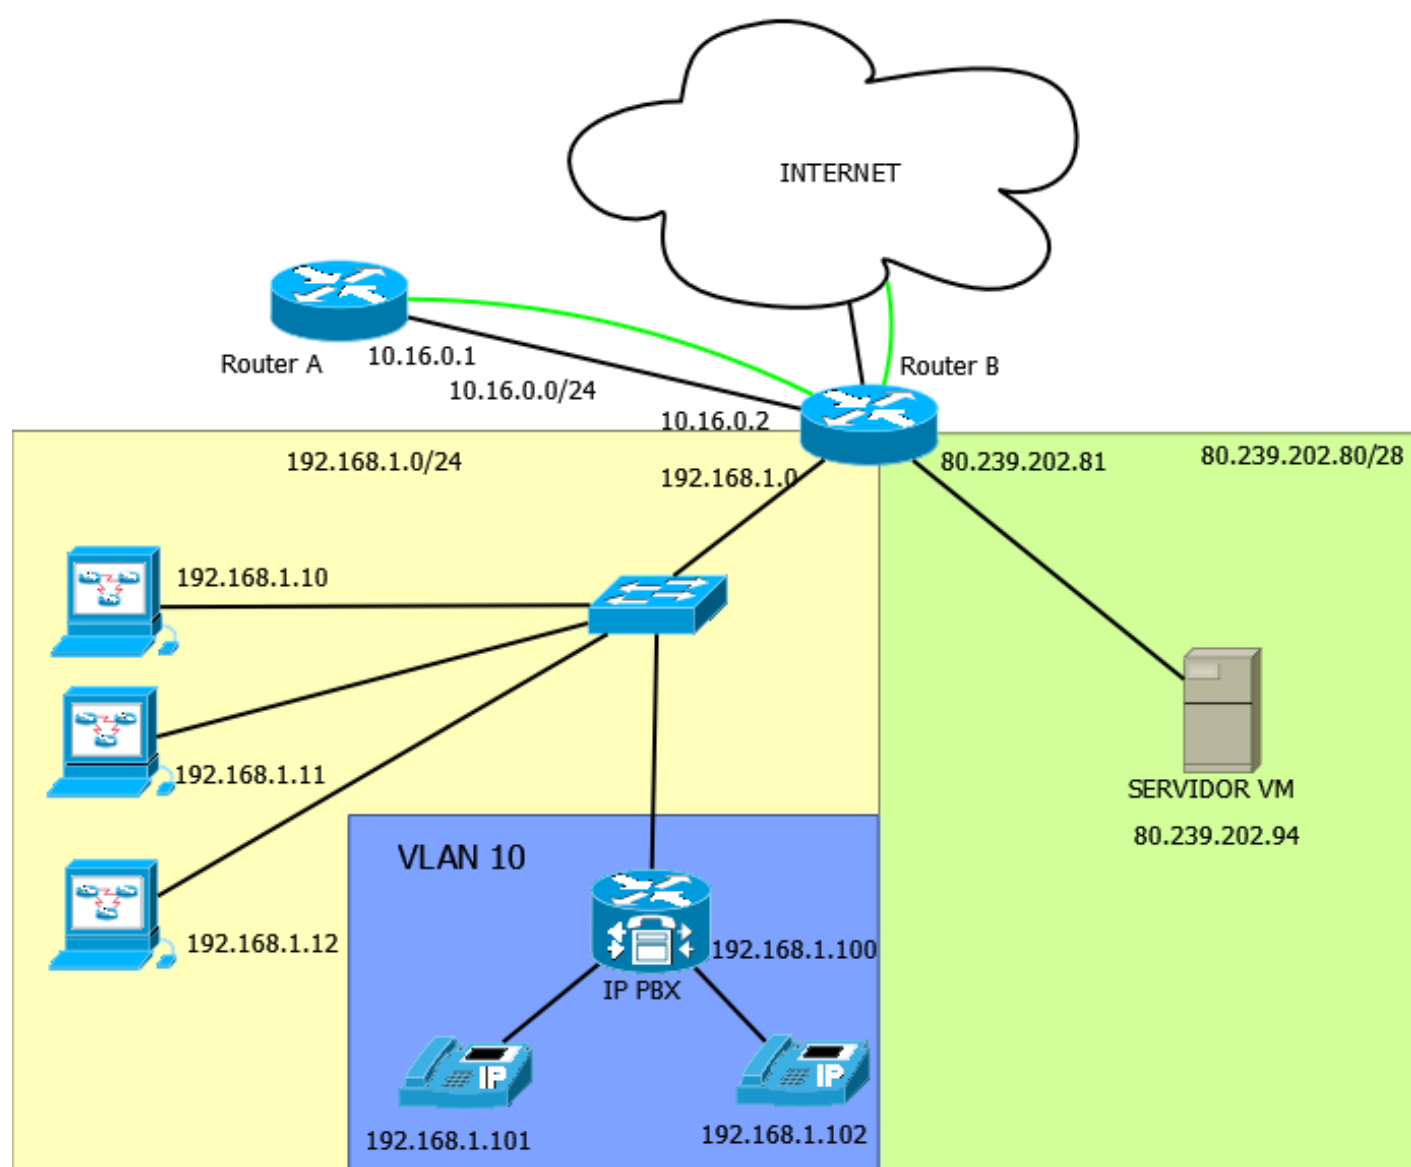 INTERNET
Router A
10.16.0.1
Router B
10.16.0.0/24
10.16.0.2
192.168.1.0/24
192.168.1.0
80.239.202.81
80.239.202.80/28
192.168.1.10
192.168.1.11
SERVIDOR VM
80.239.202.94
VLAN 10
192.168.1.12
192.168.1.100
IP PBX
IP
IP
192.168.1.101
192.168.1.102